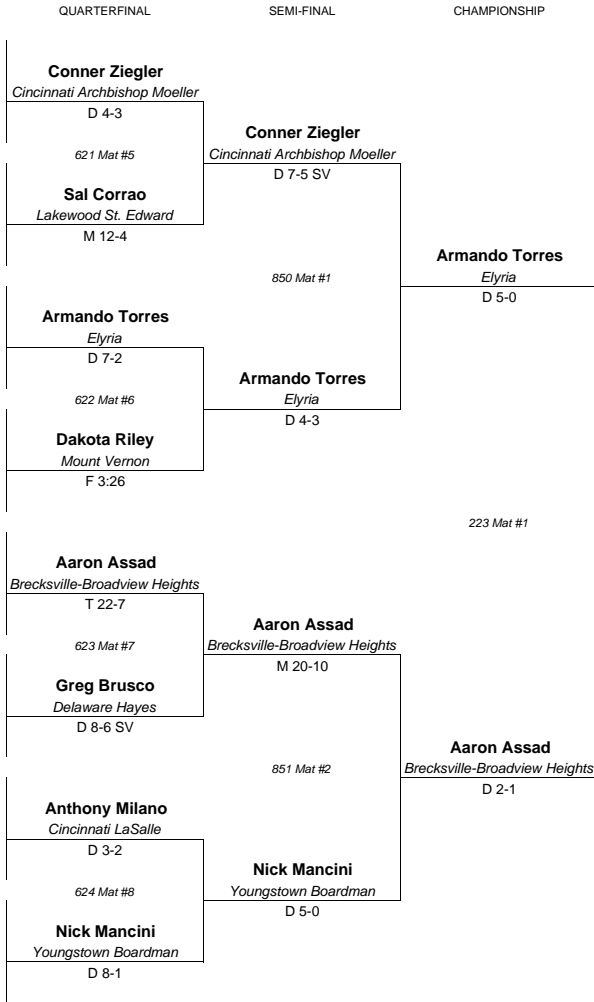 QUARTERFINAL SEMI-FINAL CHAMPIONSHIP
Conner Ziegler
Cincinnati Archbishop Moeller
D 4-3
621 Mat #5
Sal Corrao
Lakewood St. Edward
M 12-4
Armando Torres
Elyria
D 7-2
622 Mat #6
Dakota Riley
Mount Vernon
F 3:26
Aaron Assad
Brecksville-Broadview Heights
T 22-7
623 Mat #7
Greg Brusco
Delaware Hayes
D 8-6 SV
Anthony Milano
Cincinnati LaSalle
D 3-2
624 Mat #8
Nick Mancini
Youngstown Boardman
D 8-1
Conner Ziegler
Cincinnati Archbishop Moeller
D 7-5 SV
850 Mat #1
Armando Torres
Elyria
D 4-3
Aaron Assad
Brecksville-Broadview Heights
M 20-10
851 Mat #2
Nick Mancini
Youngstown Boardman
D 5-0
Armando Torres
Elyria
D 5-0
223 Mat #1
Aaron Assad
Brecksville-Broadview Heights
D 2-1